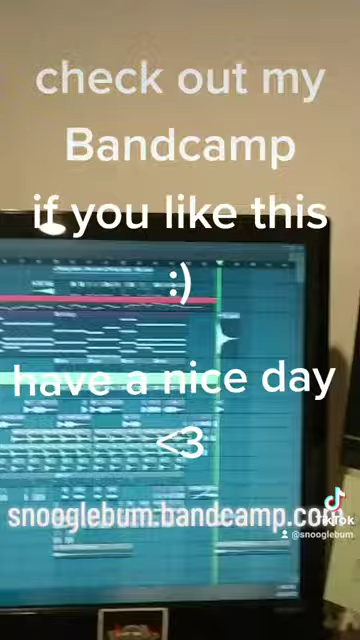 check out my
Bandcamp
if you like this
:)
have a nice day
<3
snooglebum.bandcamp.com
TikTok
@snooglebum